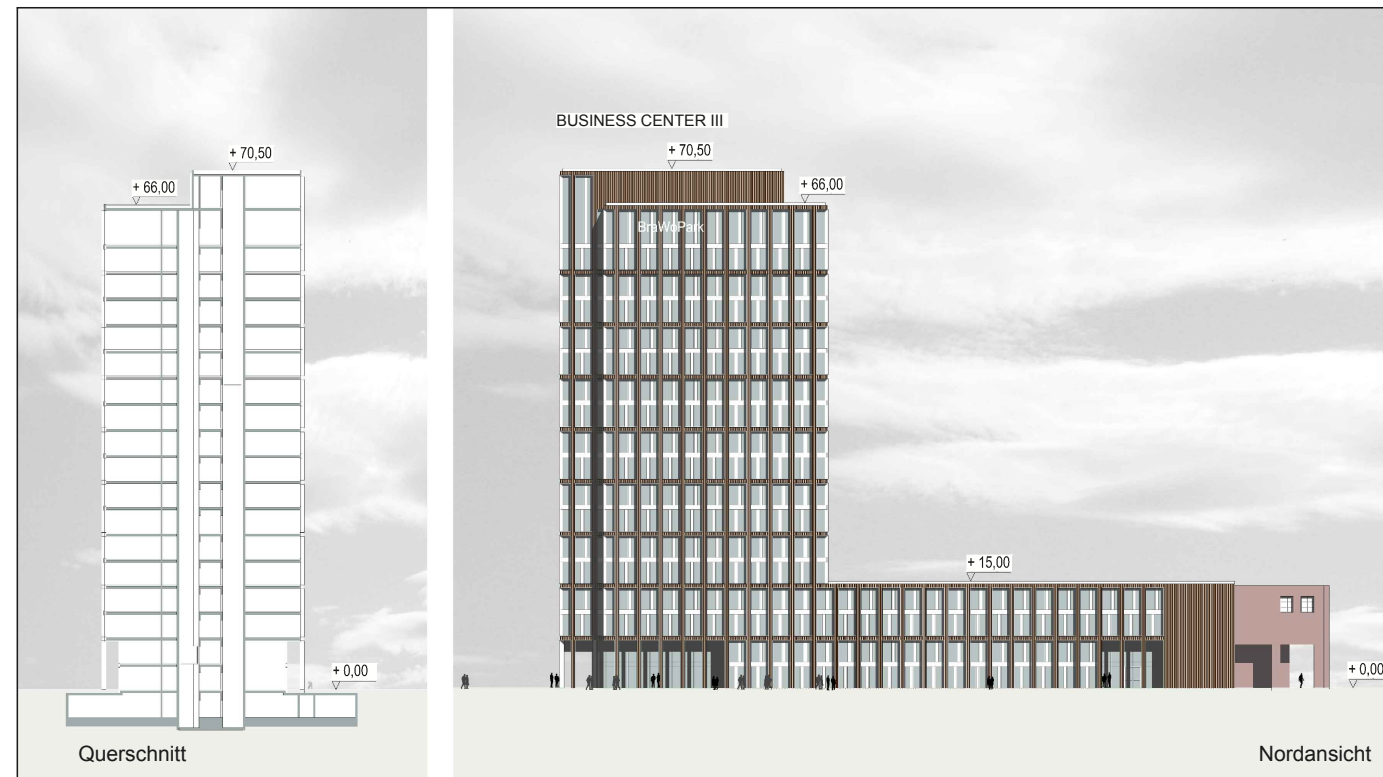 + 70,50
+ 66,00
+ 0,00
Querschnitt
BUSINESS CENTER III
+ 70,50
+ 66,00
BraWoPark
+ 15,00
+ 0,00
Nordansicht